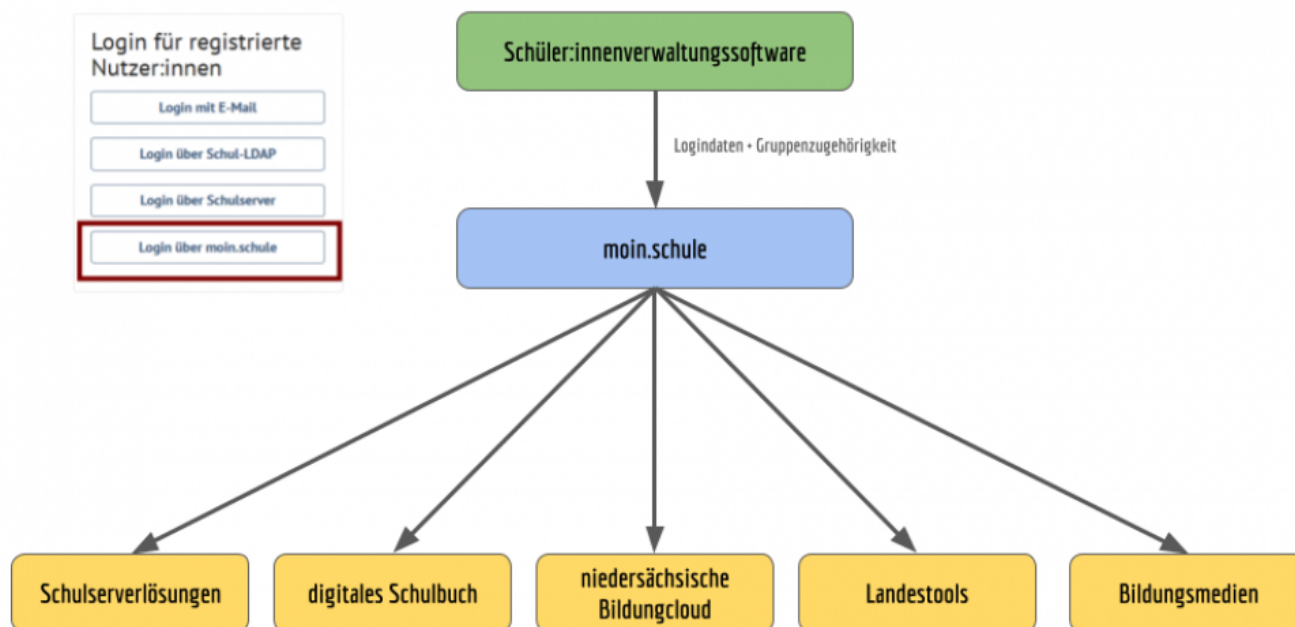 Login für registrierte
Nutzer:innen
Login mit E-Mail
Login über Schul-LDAP
Login über Schulserver
Login über moin.schule
Schüler:innenverwaltungssoftware
Logindaten + Gruppenzugehörigkeit
moin.schule
Schulserverlösungen
digitales Schulbuch
niedersächsische
Bildungcloud
Landestools
Bildungsmedien